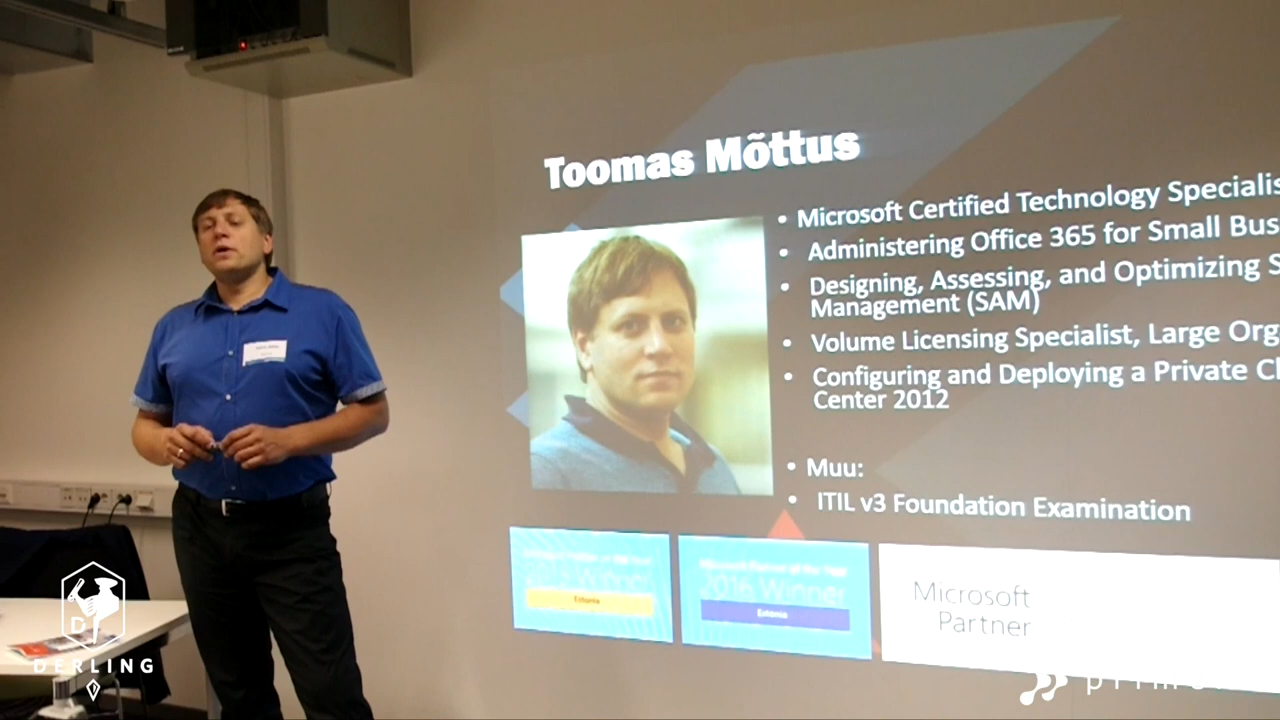 Toomas Mõttus
• Microsoft Certified Technology Specialis
• Administering Office 365 for Small Bus
• Designing, Assessing, and Optimizing S
Management (SAM)
• Volume Licensing Specialist, Large Org
• Configuring and Deploying a Private Cl
Center 2012
• Muu:
• ITIL v3 Foundation Examination
Winner
Estonia
Microsoft Partner of the Year
2016 Winner
Estonia
Microsoft
Partner
D
DERLING